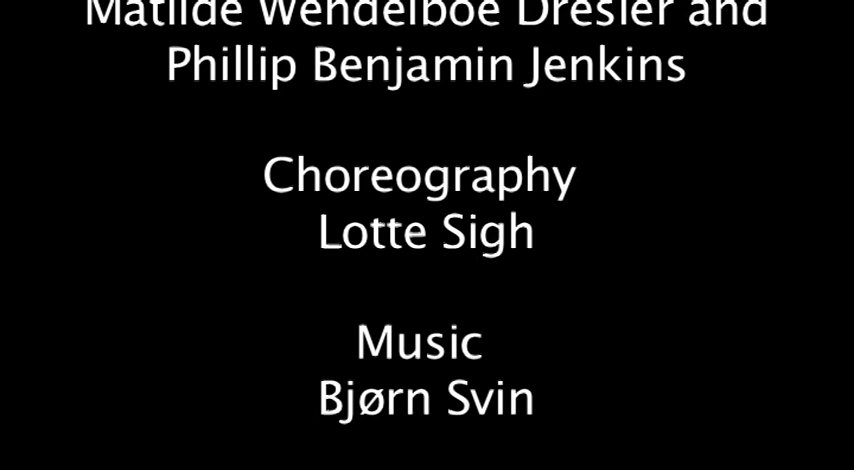 Matilde Wendelboe Dresler and
Phillip Benjamin Jenkins
Choreography
Lotte Sigh
Music
Bjørn Svin